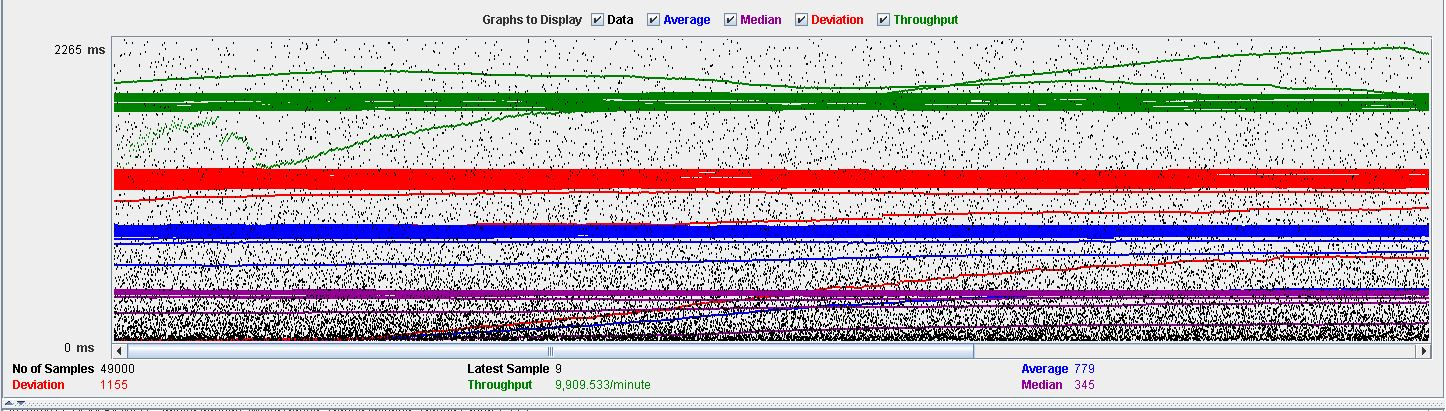 Graphs to Display Data Average Median Deviation Throughput
2265 ms
0 ms
No of Samples 49000 Latest Sample 9 Average 779
Deviation 1155 Throughput 9,909.533/minute Median 345